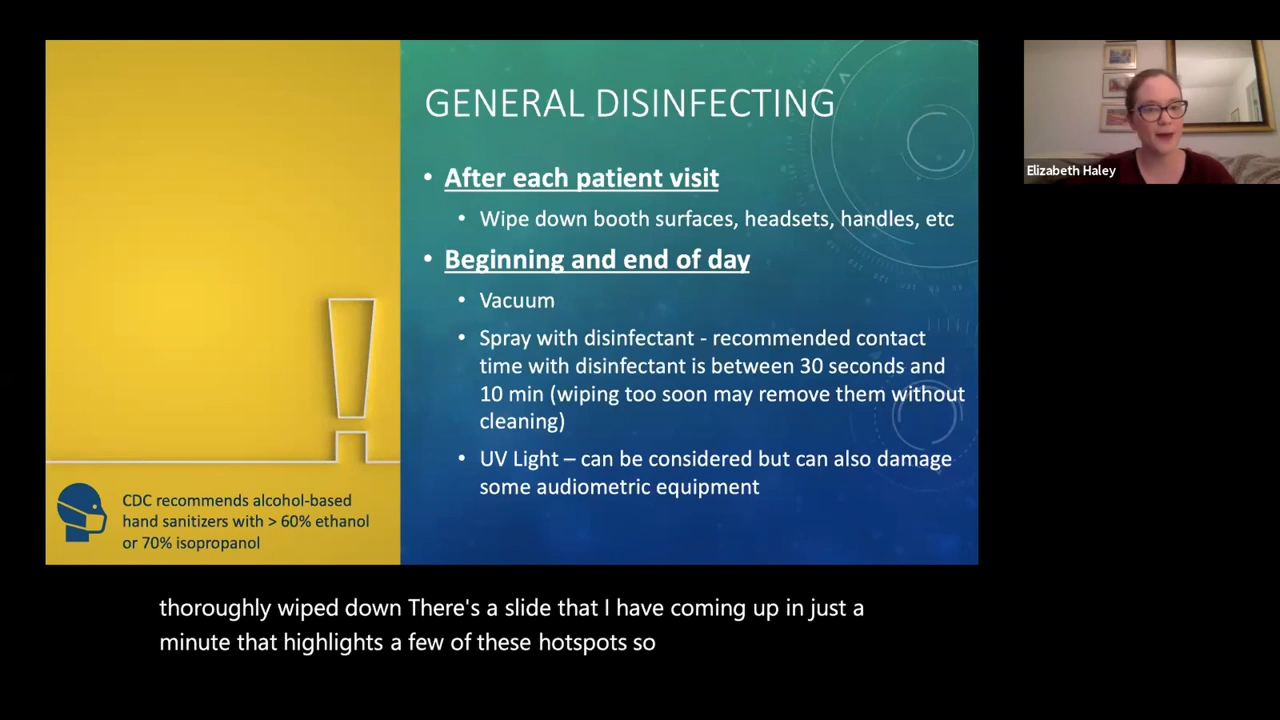 GENERAL DISINFECTING
• After each patient visit
• Wipe down booth surfaces, headsets, handles, etc
• Beginning and end of day
• Vacuum
• Spray with disinfectant - recommended contact
time with disinfectant is between 30 seconds and
10 min (wiping too soon may remove them without
cleaning)
• UV Light – can be considered but can also damage
some audiometric equipment
CDC recommends alcohol-based
hand sanitizers with > 60% ethanol
or 70% isopropanol
Elizabeth Haley
thoroughly wiped down There's a slide that I have coming up in just a
minute that highlights a few of these hotspots so